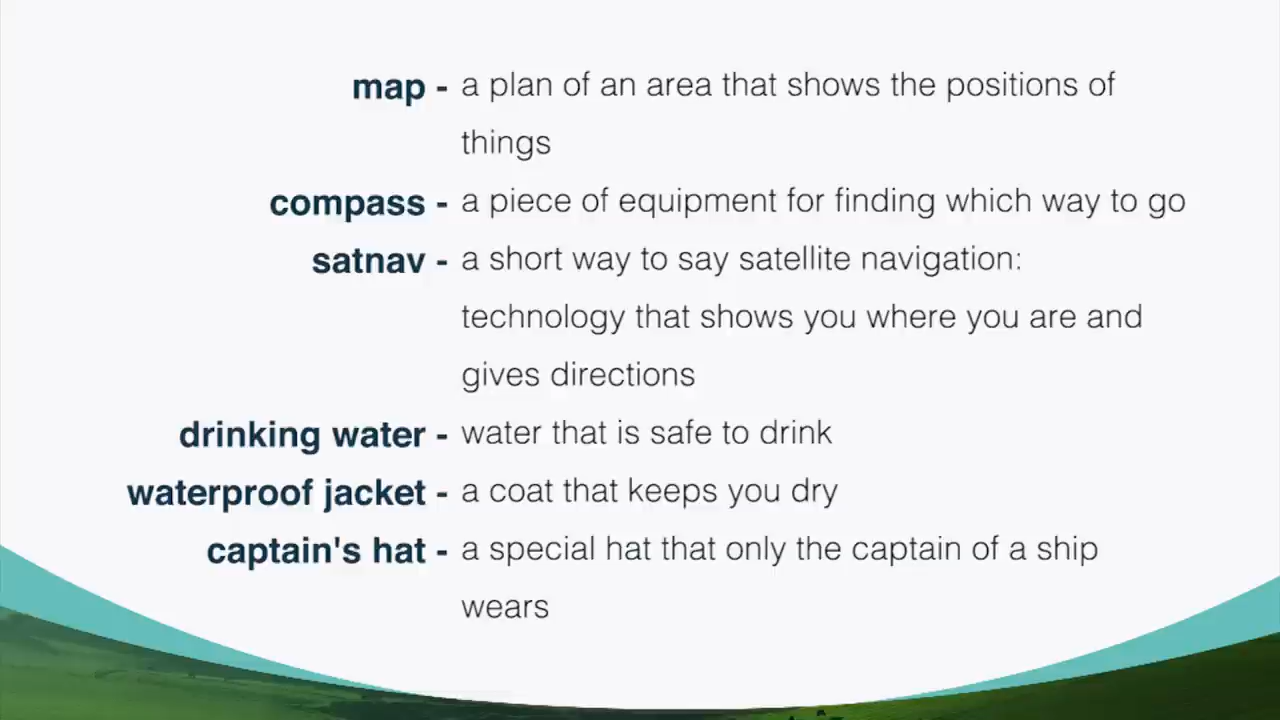 map - a plan of an area that shows the positions of
things
compass - a piece of equipment for finding which way to go
satnav - a short way to say satellite navigation:
technology that shows you where you are and
gives directions
drinking water - water that is safe to drink
waterproof jacket - a coat that keeps you dry
captain's hat - a special hat that only the captain of a ship
wears